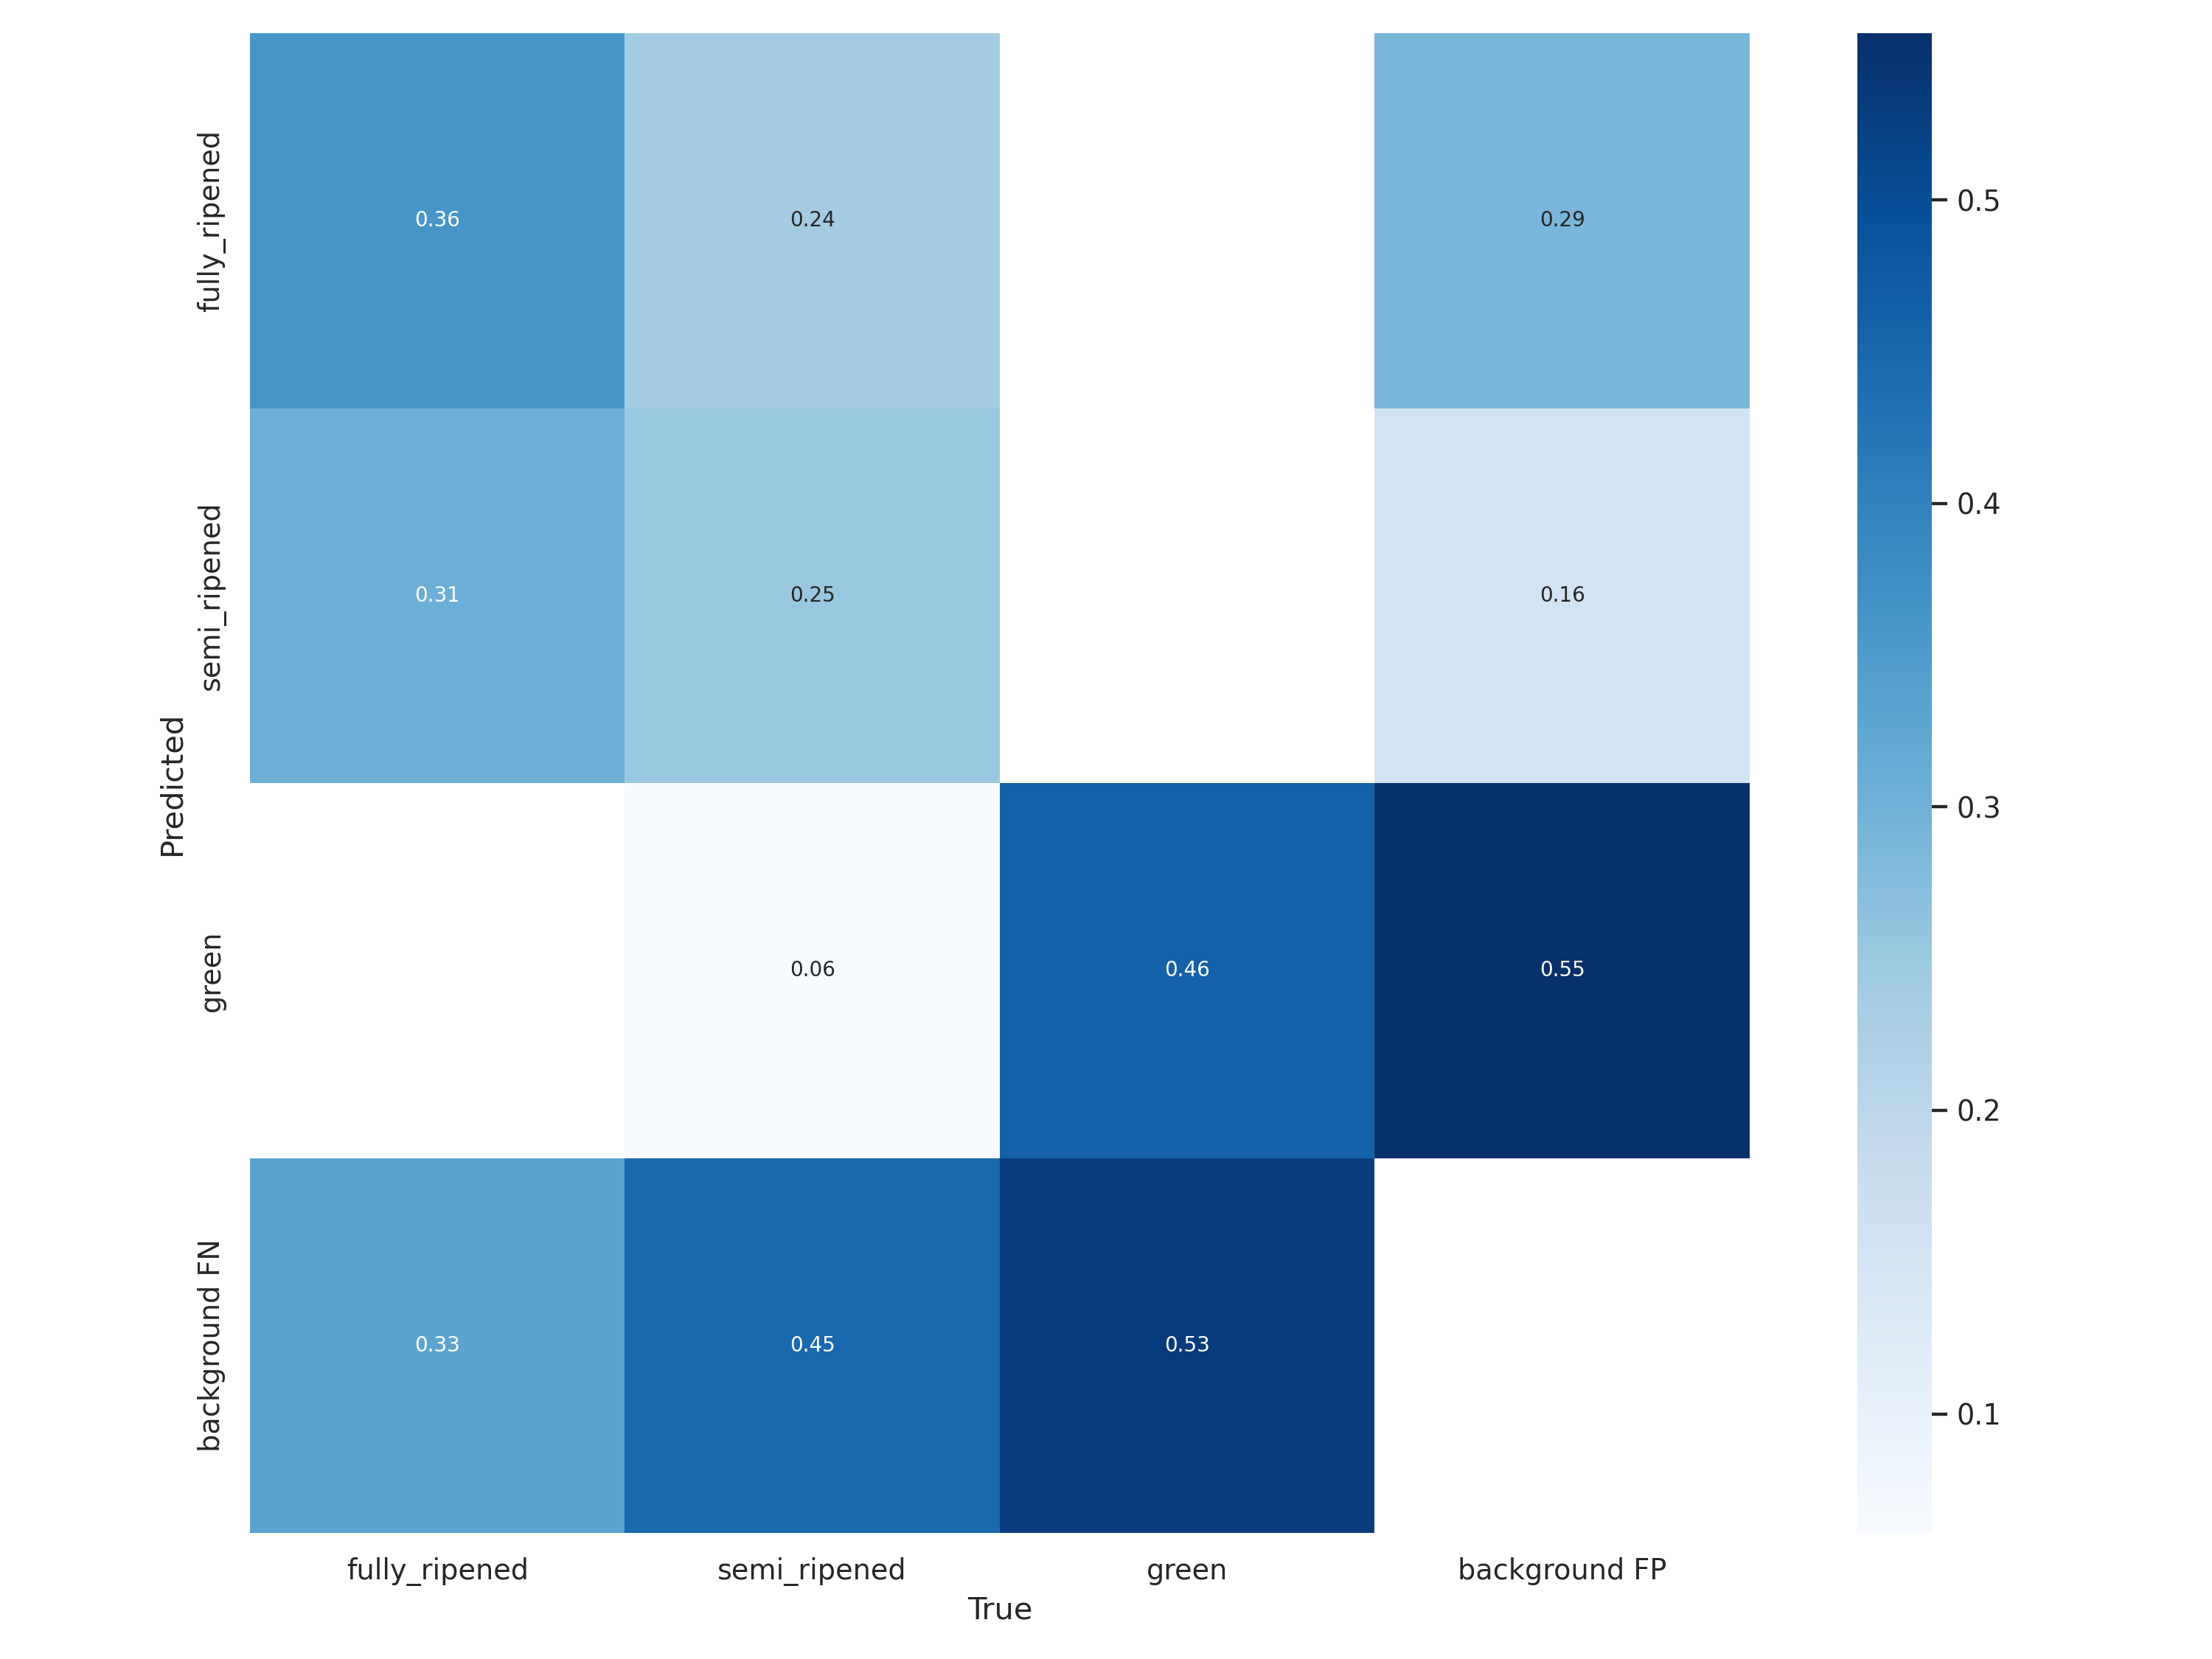 fully_ripened
0.36
0.24
0.29
0.5
semi_ripened
0.31
0.25
0.16
0.4
Predicted
0.3
green
0.06
0.46
0.55
0.2
background FN
0.33
0.45
0.53
0.1
fully_ripened
semi_ripened
green
background FP
True